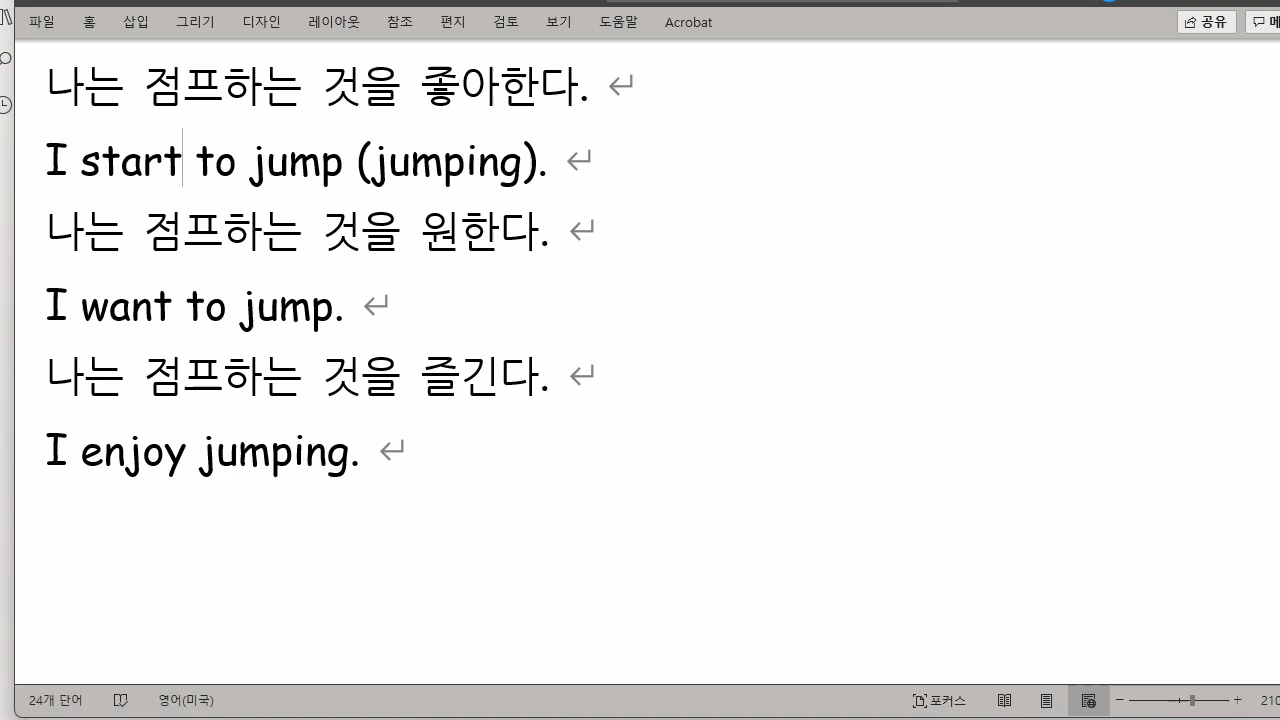 파일 홈 삽입 그리기 디자인 레이아웃 참조 편지 검토 보기 도움말 Acrobat 공유
나는 점프하는 것을 좋아한다.
I start to jump (jumping).
나는 점프하는 것을 원한다.
I want to jump.
나는 점프하는 것을 즐긴다.
I enjoy jumping.
24개 단어 영어(미국) 포커스